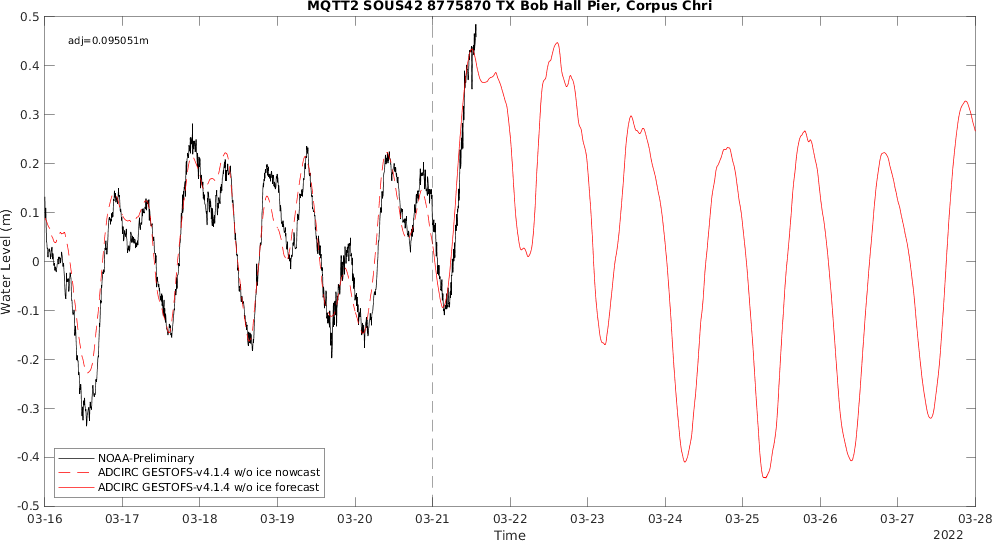 MQTT2 SOUS42 8775870 TX Bob Hall Pier, Corpus Chri
adj=0.095051m
0.5
0.4
0.3
0.2
0.1
0
-0.1
-0.2
-0.3
-0.4
-0.5
Water Level (m)
NOAA-Preliminary
ADCIRC GESTOFS-v4.1.4 w/o ice nowcast
ADCIRC GESTOFS-v4.1.4 w/o ice forecast
03-16 03-17 03-18 03-19 03-20 03-21 03-22 03-23 03-24 03-25 03-26 03-27 03-28
Time
2022